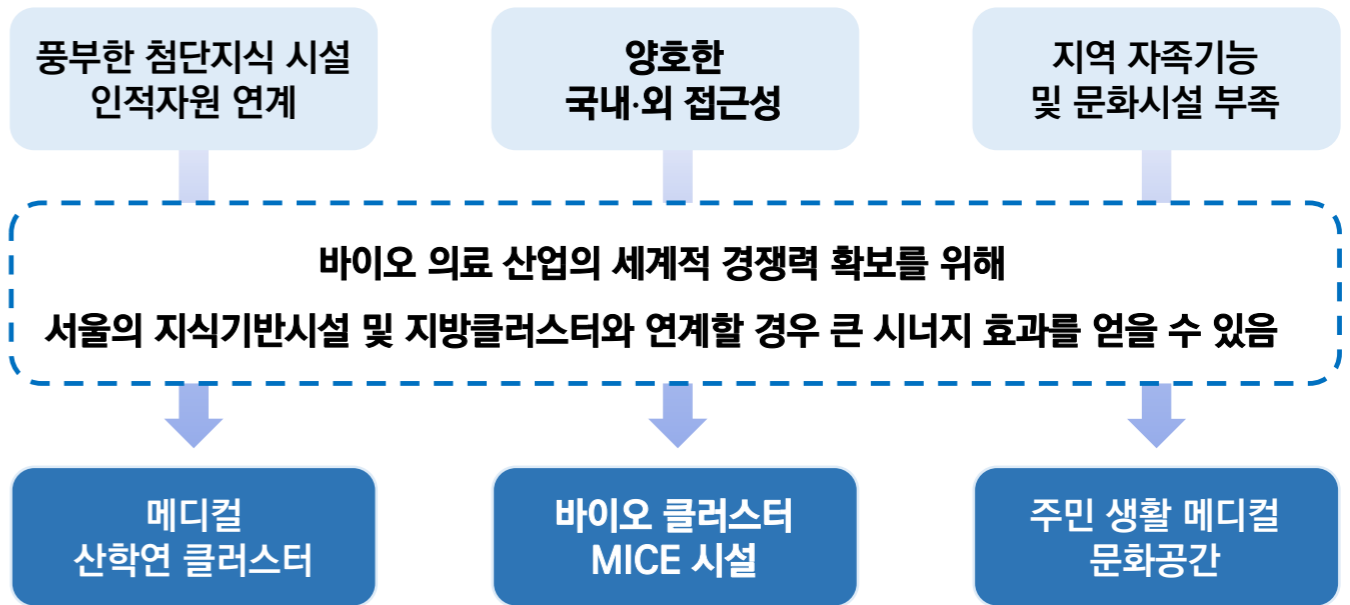 풍부한 첨단지식 시설
인적자원 연계
양호한
국내·외 접근성
지역 자족기능
및 문화시설 부족
바이오 의료 산업의 세계적 경쟁력 확보를 위해
서울의 지식기반시설 및 지방클러스터와 연계할 경우 큰 시너지 효과를 얻을 수 있음
메디컬
산학연 클러스터
바이오 클러스터
MICE 시설
주민 생활 메디컬
문화공간